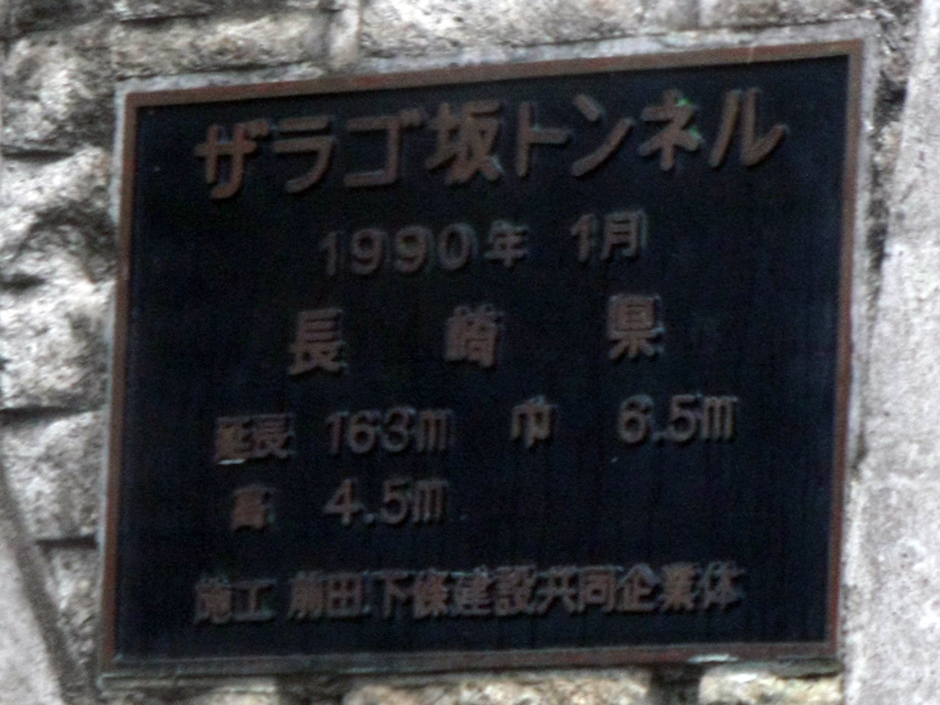 ザラゴ坂トンネル
1990年 1月
長崎県
延長 163m 巾 6.5m
高 4.5m
施工 前田.下條建設共同企業体